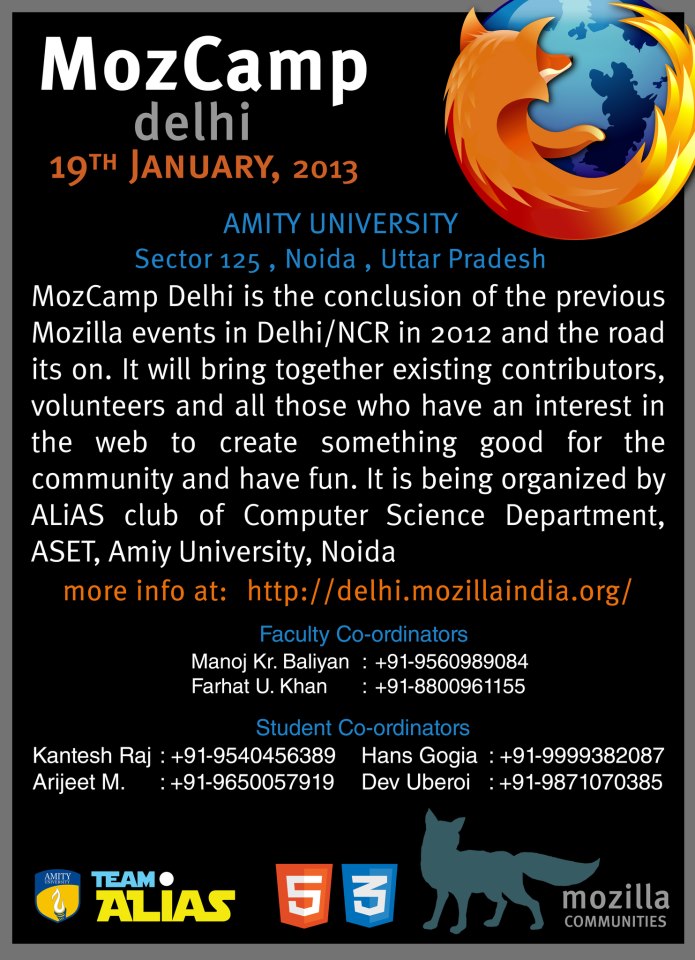 MozCamp
delhi
19TH JANUARY, 2013
AMITY UNIVERSITY
Sector 125 , Noida , Uttar Pradesh
MozCamp Delhi is the conclusion of the previous
Mozilla events in Delhi/NCR in 2012 and the road
its on. It will bring together existing contributors,
volunteers and all those who have an interest in
the web to create something good for the
community and have fun. It is being organized by
ALiAS club of Computer Science Department,
ASET, Amiy University, Noida
more info at: http://delhi.mozillaindia.org/
Faculty Co-ordinators
Manoj Kr. Baliyan : +91-9560989084
Farhat U. Khan : +91-8800961155
Student Co-ordinators
Kantesh Raj : +91-9540456389 Hans Gogia : +91-9999382087
Arijeet M. : +91-9650057919 Dev Uberoi : +91-9871070385
AMITY
UNIVERSITY
TEAM
ALiAS
5
3
mozilla
COMMUNITIES